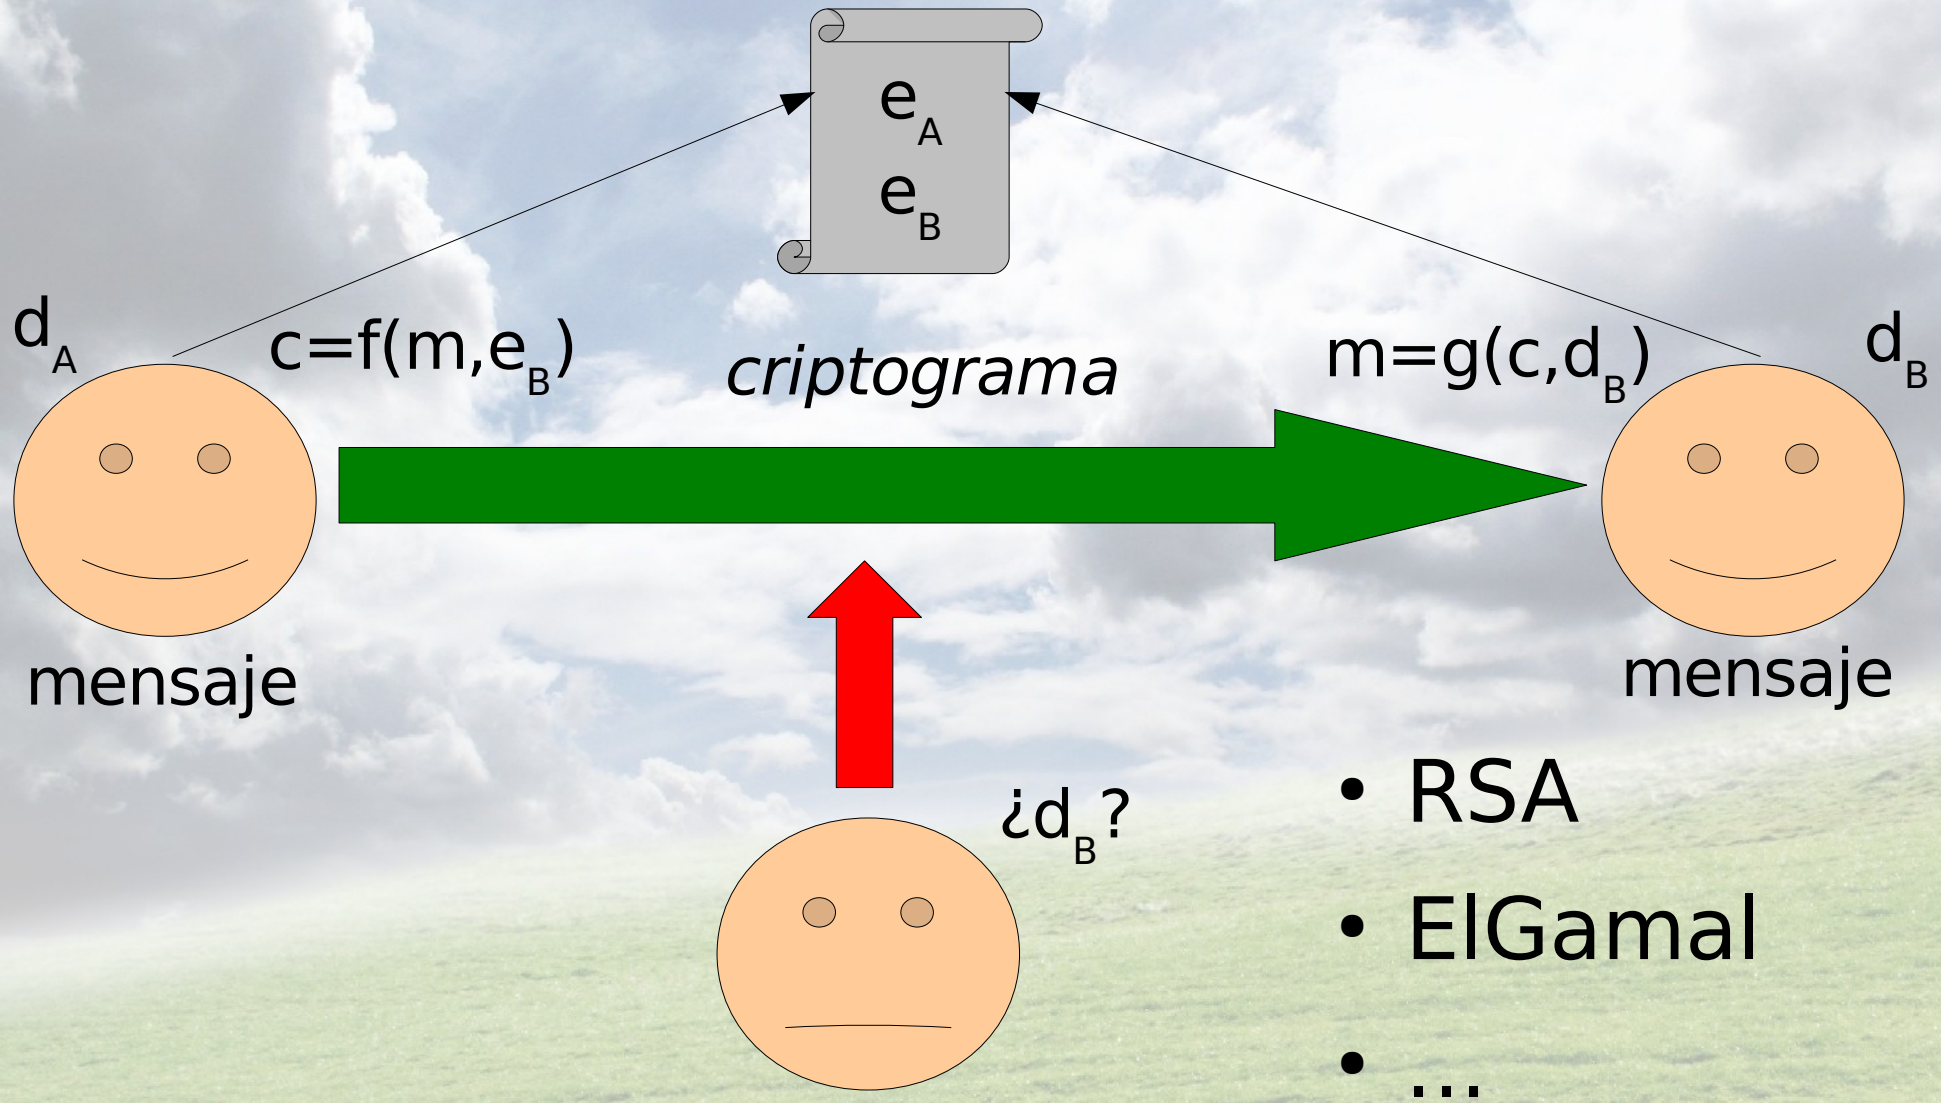 e_A
e_B
d_A
c=f(m,e_B)
criptograma
m=g(c,d_B)
d_B
mensaje
mensaje
¿d_B?
• RSA
• ElGamal
• ...